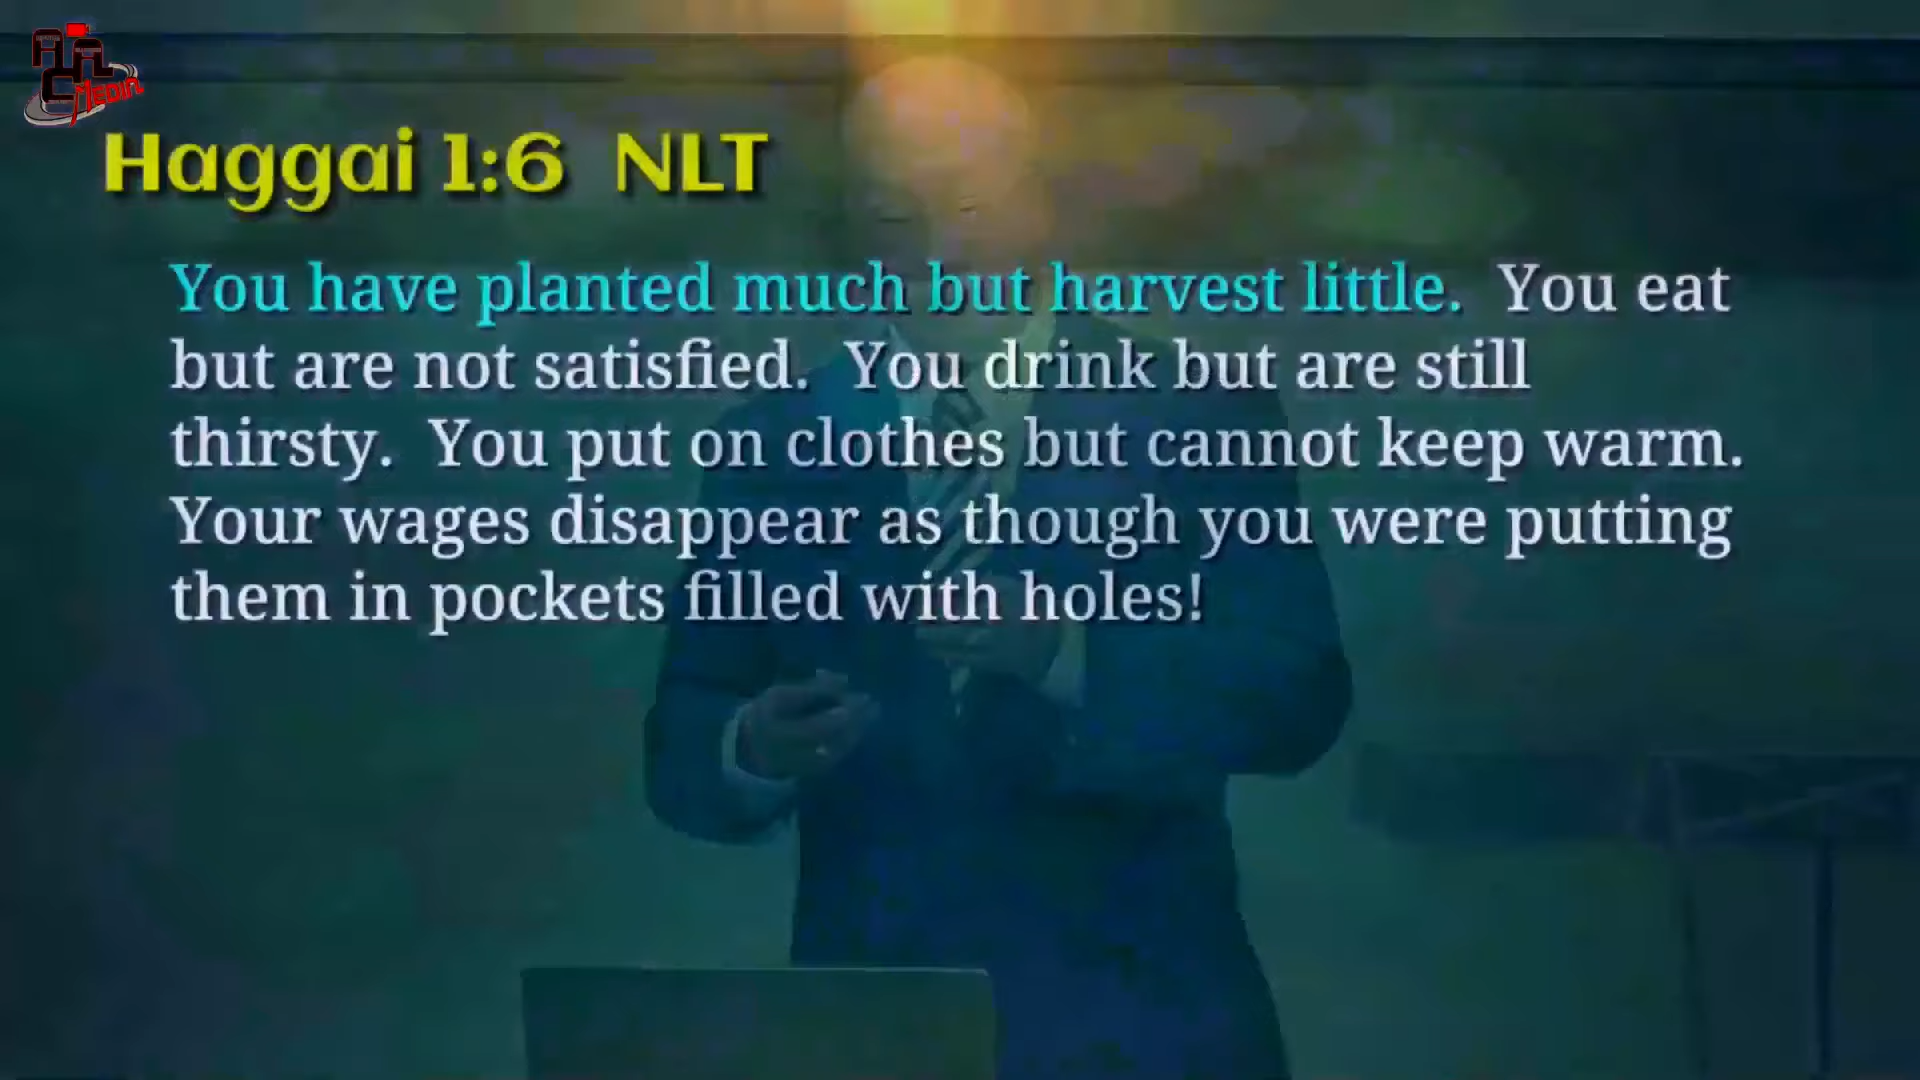 AAC
MEDIA
Haggai 1:6 NLT
You have planted much but harvest little. You eat
but are not satisfied. You drink but are still
thirsty. You put on clothes but cannot keep warm.
Your wages disappear as though you were putting
them in pockets filled with holes!